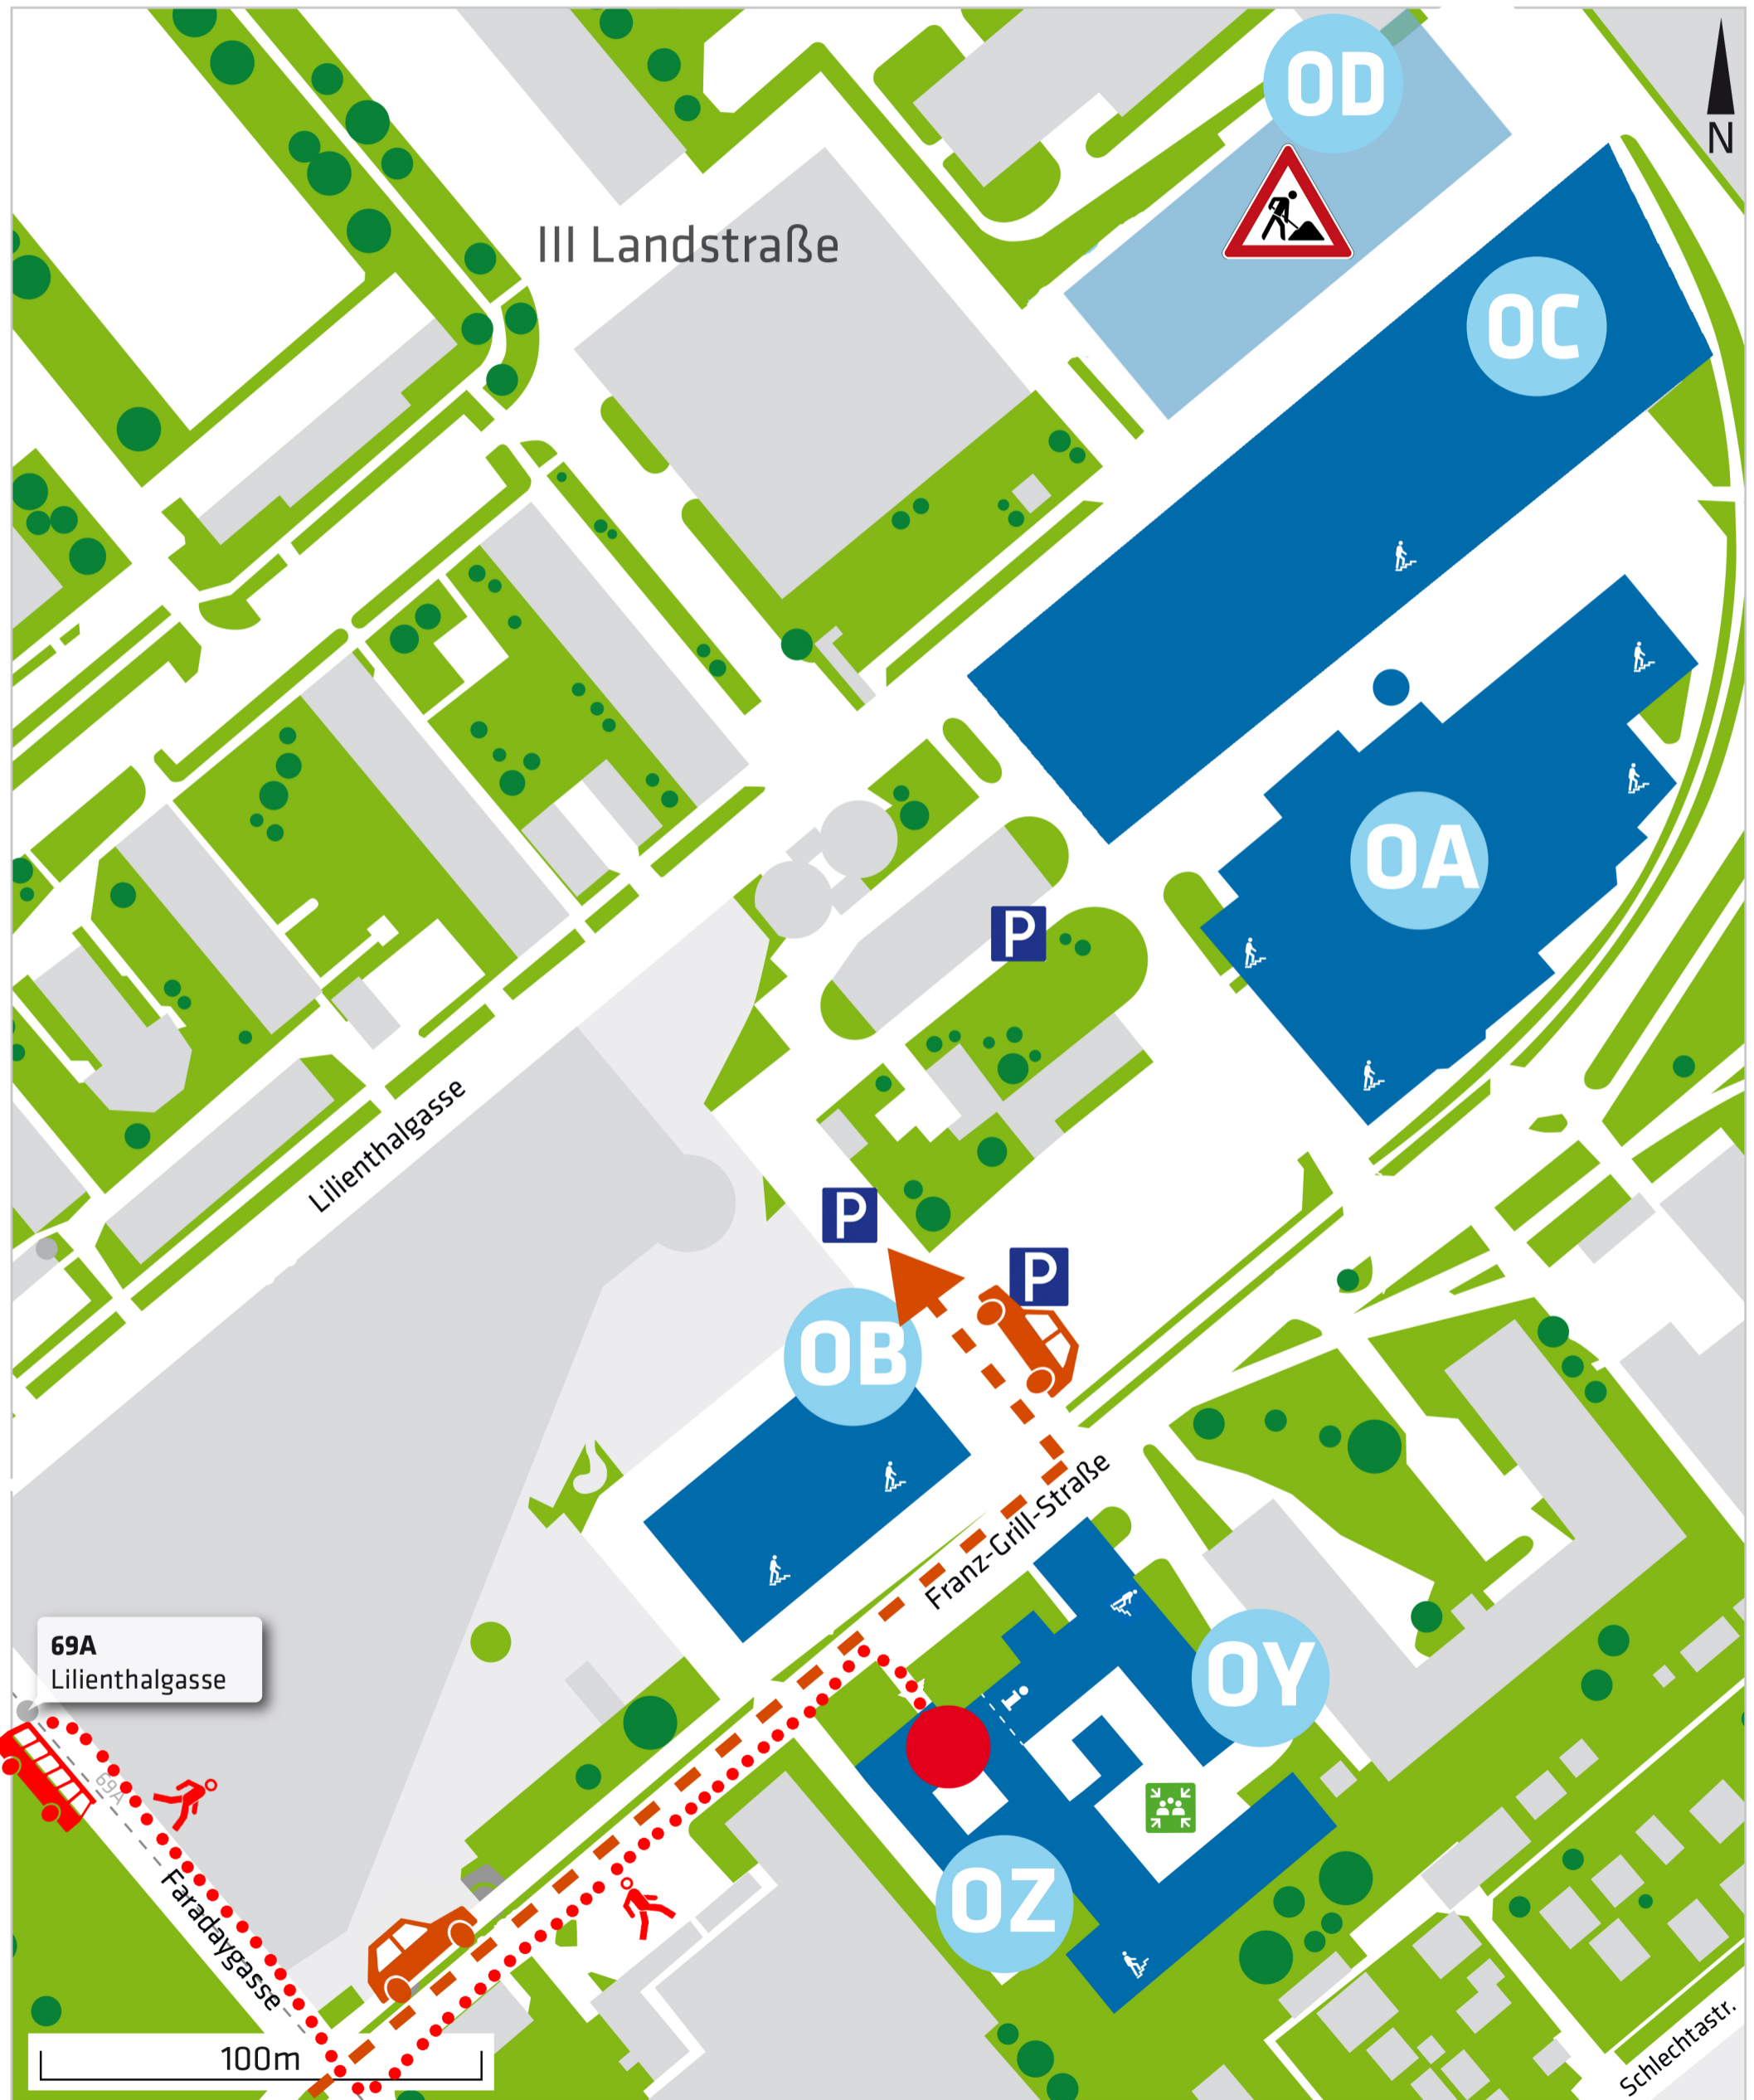 OD
N
III Landstraße
OC
OA
P
Lilienthalgasse
P
P
OB
Franz-Grill-Straße
69A
Lilienthalgasse
OY
69A
Faradaygasse
OZ
100m
Schlechtastr.